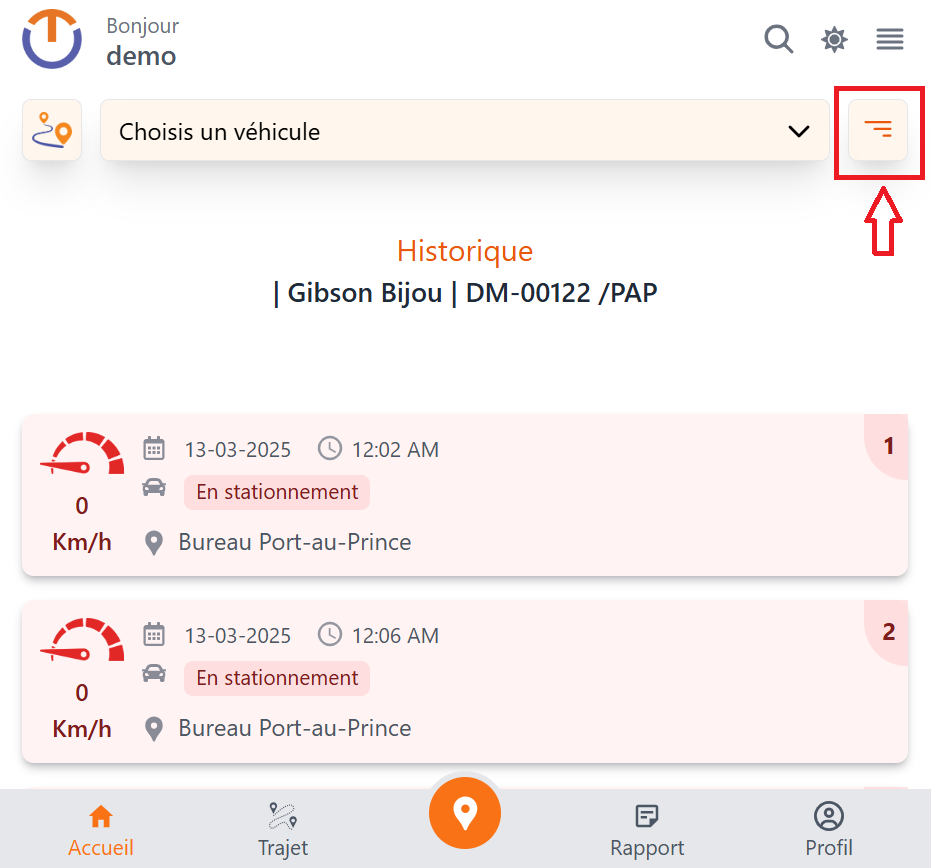 Bonjour
demo
Choisis un véhicule
Historique
| Gibson Bijou | DM-00122 /PAP
1
13-03-2025 12:02 AM
En stationnement
0
Km/h
Bureau Port-au-Prince
2
13-03-2025 12:06 AM
En stationnement
0
Km/h
Bureau Port-au-Prince
Accueil Trajet Rapport Profil